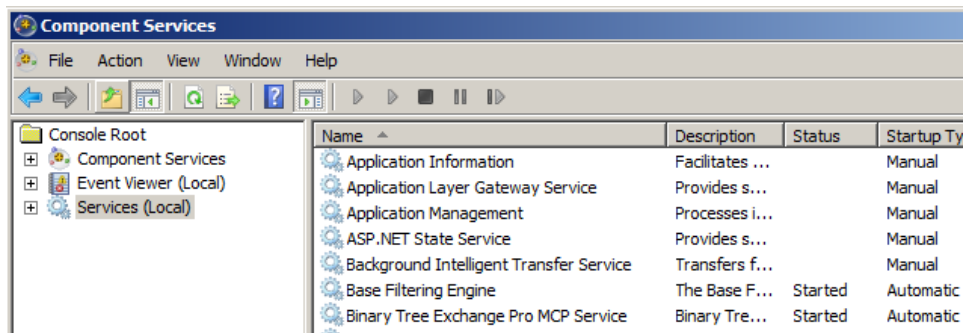 Component Services
File Action View Window Help
Console Root
Component Services
Event Viewer (Local)
Services (Local)
Name Description Status Startup Ty
Application Information Facilitates ... Manual
Application Layer Gateway Service Provides s... Manual
Application Management Processes i... Manual
ASP.NET State Service Provides s... Manual
Background Intelligent Transfer Service Transfers f... Manual
Base Filtering Engine The Base F... Started Automatic
Binary Tree Exchange Pro MCP Service Binary Tre... Started Automatic